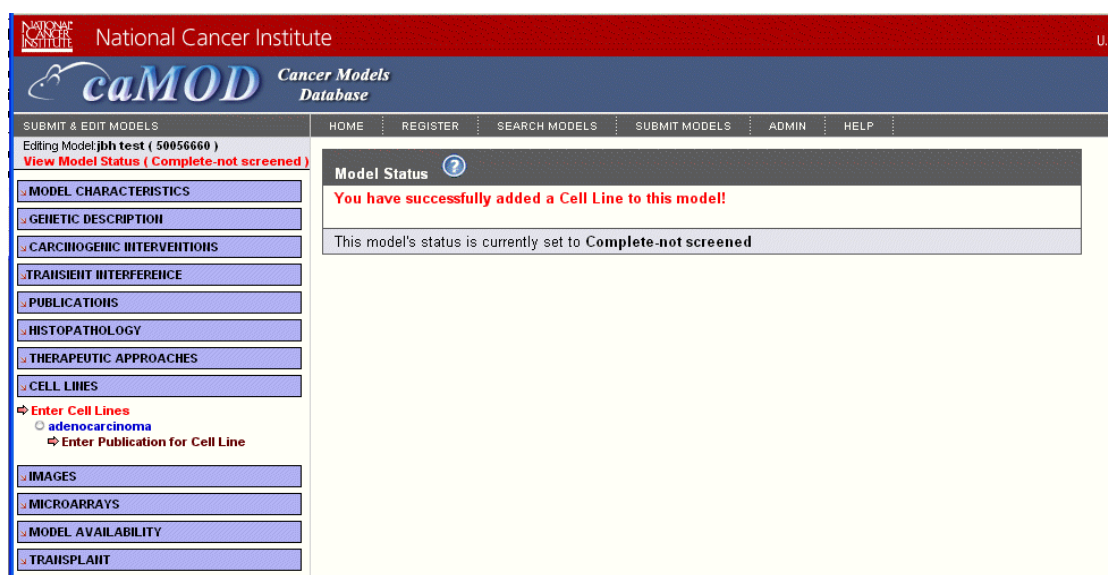 NATIONAL CANCER INSTITUTE
National Cancer Institute
U.
caMOD Cancer Models Database
SUBMIT & EDIT MODELS
HOME REGISTER SEARCH MODELS SUBMIT MODELS ADMIN HELP
Editing Model:jbh test ( 50056660 )
View Model Status ( Complete-not screened )
MODEL CHARACTERISTICS
GENETIC DESCRIPTION
CARCINOGENIC INTERVENTIONS
TRANSIENT INTERFERENCE
PUBLICATIONS
HISTOPATHOLOGY
THERAPEUTIC APPROACHES
CELL LINES
Enter Cell Lines
adenocarcinoma
Enter Publication for Cell Line
IMAGES
MICROARRAYS
MODEL AVAILABILITY
TRANSPLANT
Model Status ?
You have successfully added a Cell Line to this model!
This model's status is currently set to Complete-not screened